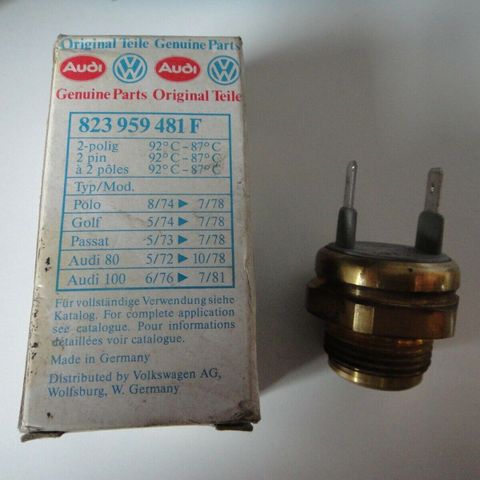 Original Teile Genuine Parts
Audi VW Audi VW
Genuine Parts Original Teile
823 959 481 F
2-polig 92°C-87°C
2 pin 92°C-87°C
à 2 pôles 92°C-87°C
Typ/Mod.
Polo 8/74 ► 7/78
Golf 5/74 ► 7/78
Passat 5/73 ► 7/78
Audi 80 5/72 ► 10/78
Audi 100 6/76 ► 7/81
Für vollständige Verwendung siehe
Katalog. For complete application
see catalogue. Pour informations
détaillées voir catalogue.
Made in Germany
Distributed by Volkswagen AG,
Wolfsburg, W. Germany